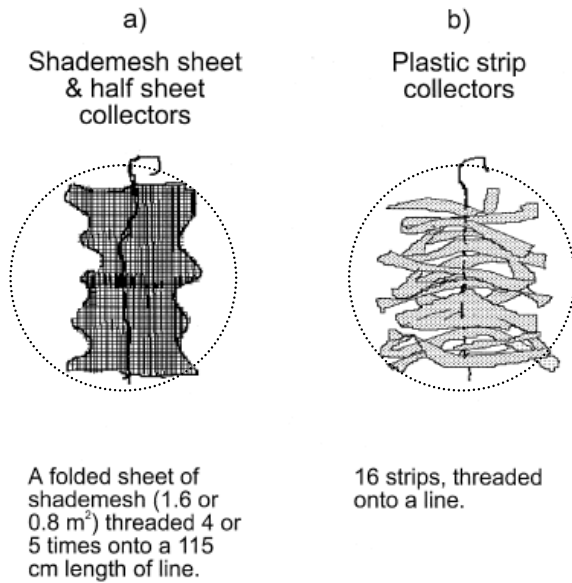 a)
Shademesh sheet
& half sheet
collectors
A folded sheet of
shademesh (1.6 or
0.8 m²) threaded 4 or
5 times onto a 115
cm length of line.
b)
Plastic strip
collectors
16 strips, threaded
onto a line.